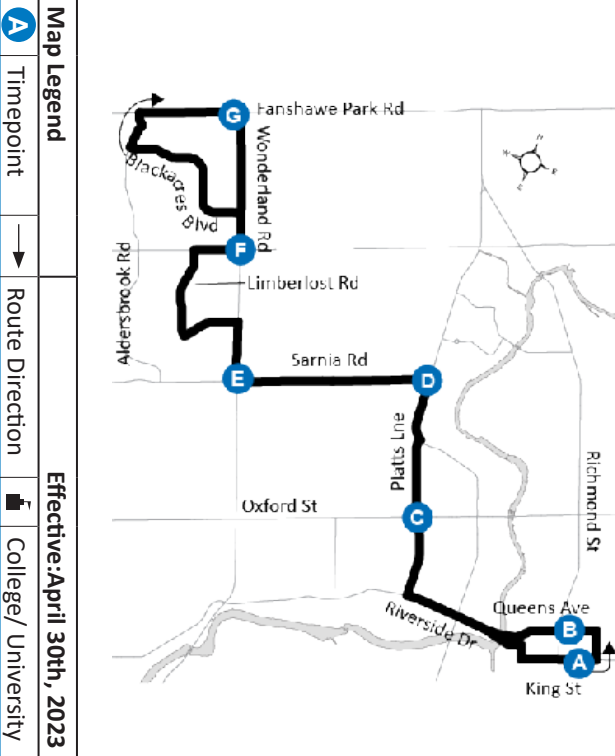 Map Legend
Effective:April 30th, 2023
A Timepoint
Route Direction
College/ University
G
Fanshawe Park Rd
Wonderland Rd
Blackacres Blvd
F
Aldersbrook Rd
Limberlost Rd
Sarnia Rd
E
D
Platts Lne
Oxford St
C
Richmond St
Riverside Dr
Queens Ave
B
A
King St